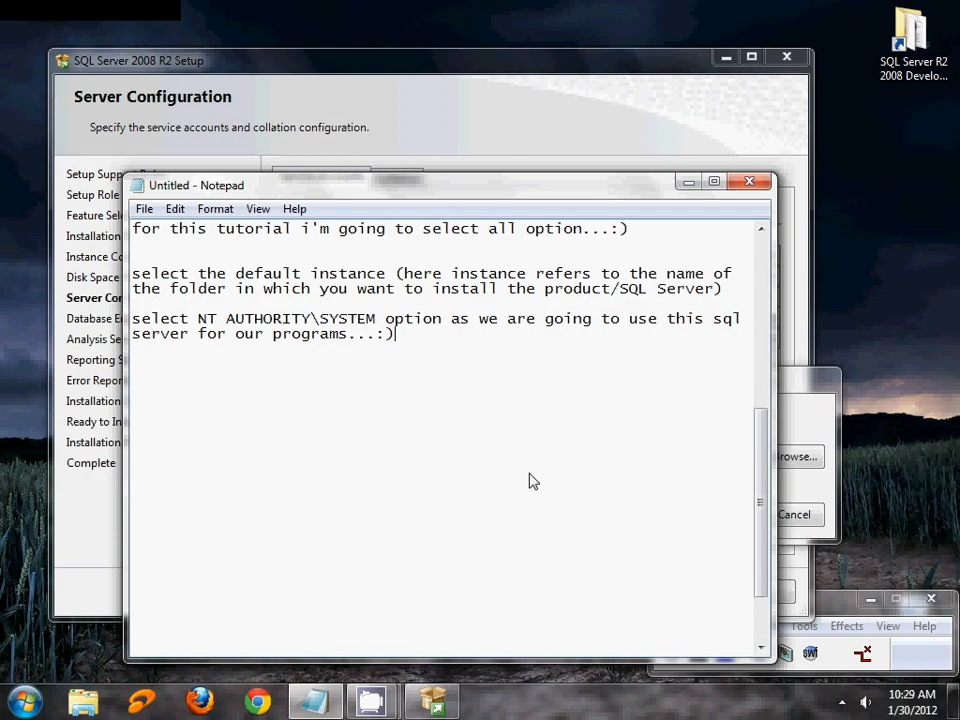 SQL Server R2
2008 Develo...
SQL Server 2008 R2 Setup
Server Configuration
Specify the service accounts and collation configuration.
Setup Support
Setup Role
Feature Sel
Installation
Instance Co
Disk Space
Server Con
Database E
Analysis Se
Reporting S
Error Repor
Installation
Ready to In
Installation
Complete
Untitled - Notepad
File Edit Format View Help
for this tutorial i'm going to select all option...:)
select the default instance (here instance refers to the name of
the folder in which you want to install the product/SQL Server)
select NT AUTHORITY\SYSTEM option as we are going to use this sql
server for our programs...:)
rowse...
Cancel
Tools Effects View Help
swf
10:29 AM
1/30/2012